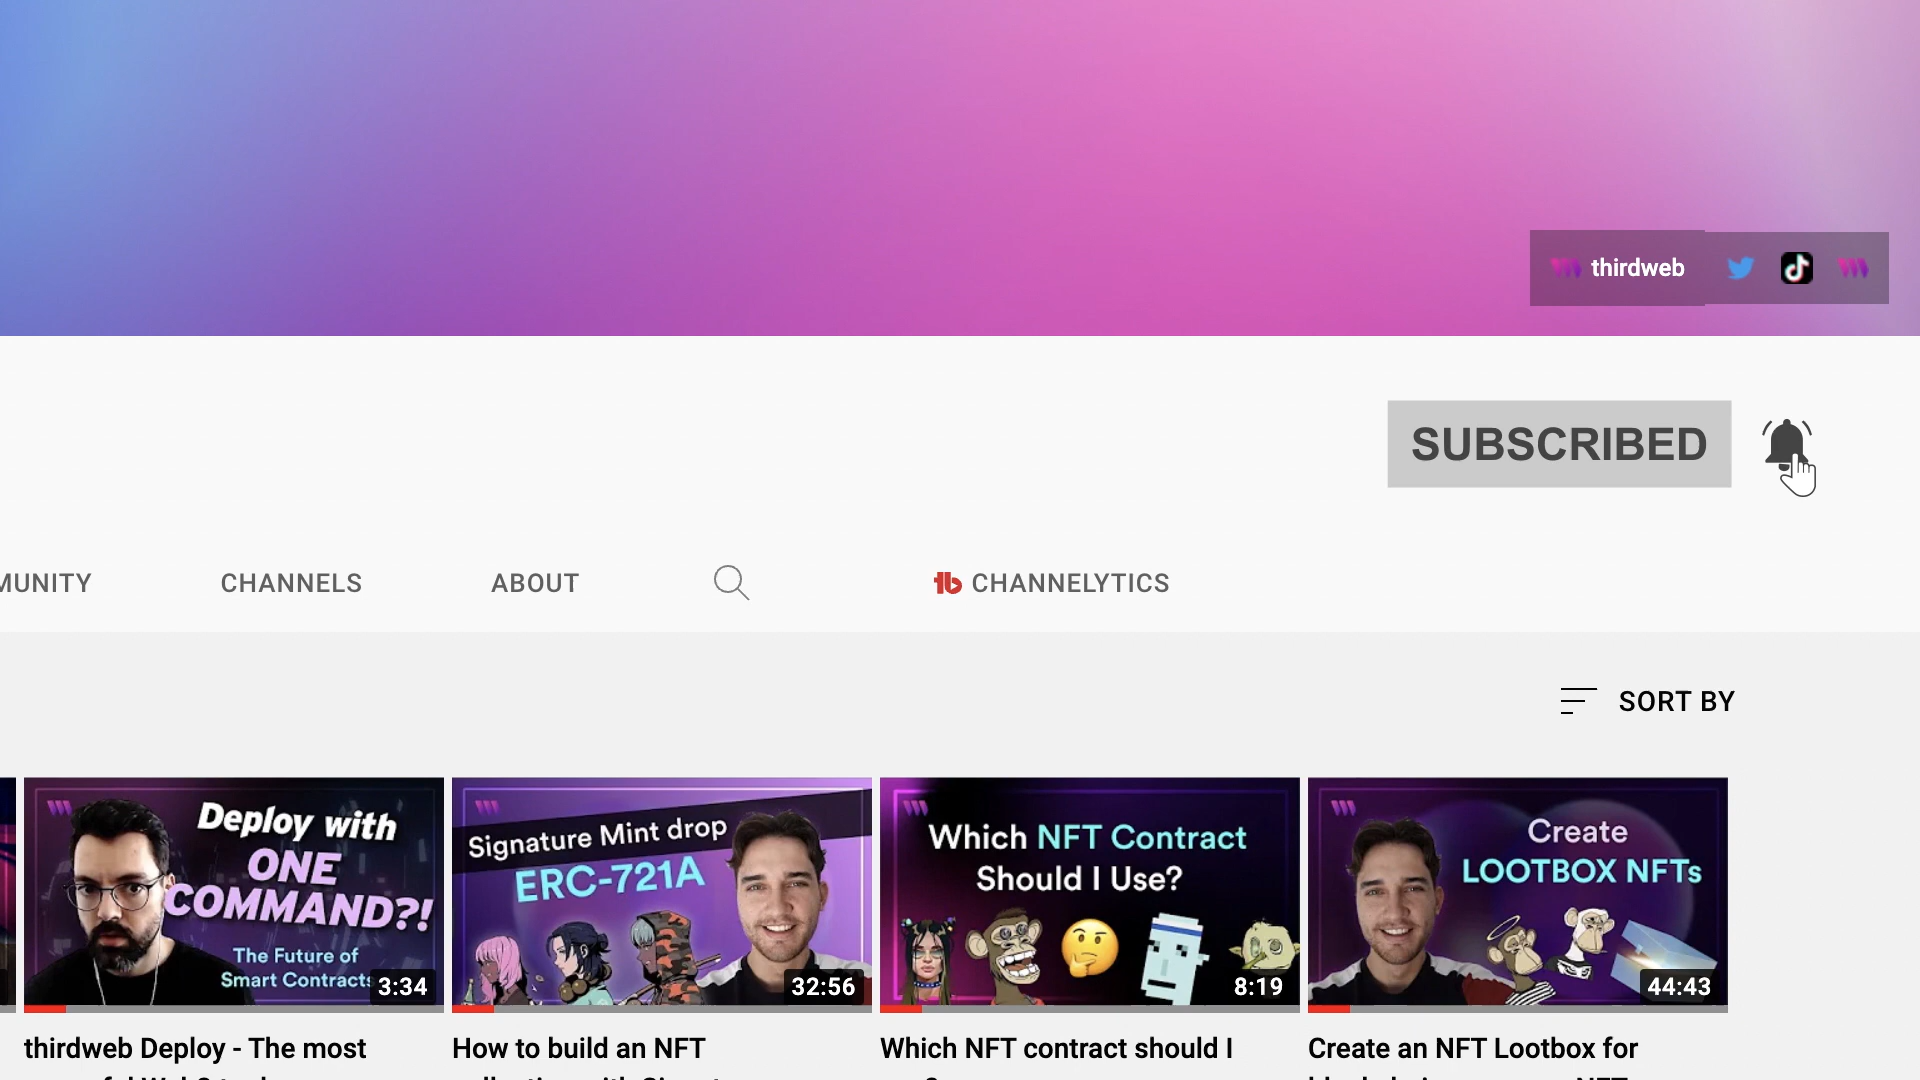 thirdweb
SUBSCRIBED
MUNITY CHANNELS ABOUT CHANNELYTICS
SORT BY
Deploy with
ONE
COMMAND?!
The Future of
Smart Contracts
3:34
Signature Mint drop
ERC-721A
32:56
Which NFT Contract
Should I Use?
8:19
Create
LOOTBOX NFTs
44:43
thirdweb Deploy - The most
How to build an NFT
Which NFT contract should I
Create an NFT Lootbox for